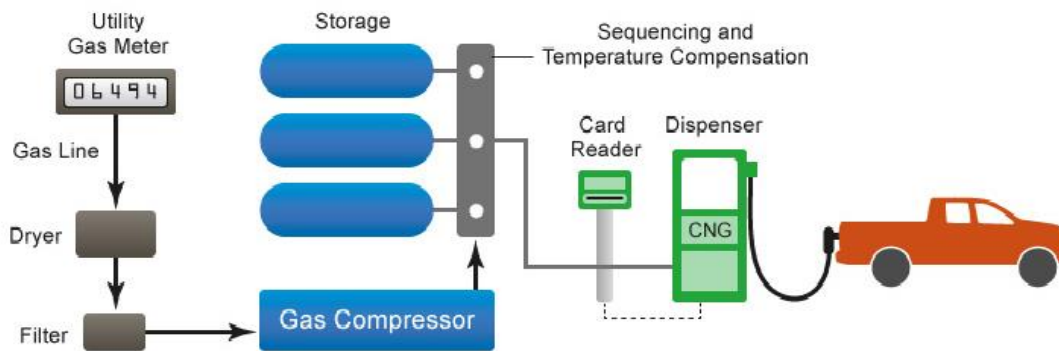 Utility
Gas Meter
06494
Gas Line
Dryer
Filter
Storage
Gas Compressor
Sequencing and
Temperature Compensation
Card
Reader
Dispenser
CNG